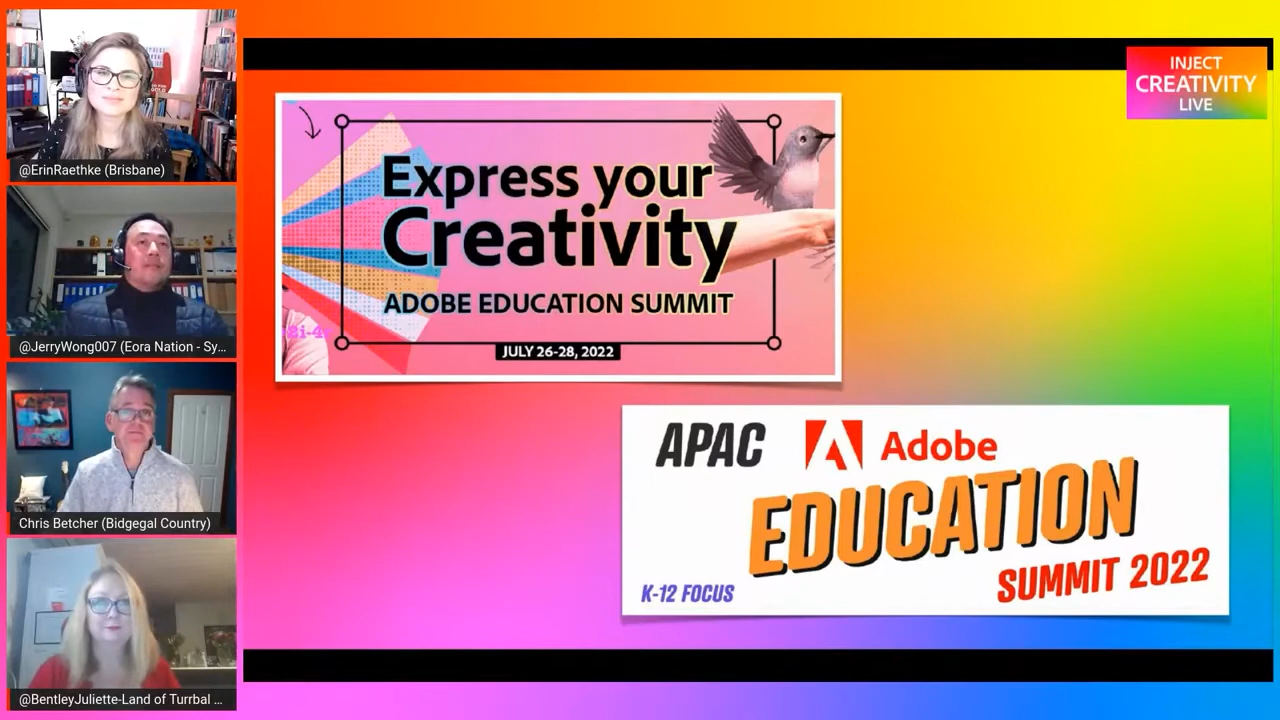 @ErinRaethke (Brisbane)
@JerryWong007 (Eora Nation - Sy...
Chris Betcher (Bidgegal Country)
@BentleyJuliette-Land of Turrbal ...
INJECT
CREATIVITY
LIVE
Express your
Creativity
ADOBE EDUCATION SUMMIT
JULY 26-28, 2022
APAC
Adobe
EDUCATION
SUMMIT 2022
K-12 FOCUS